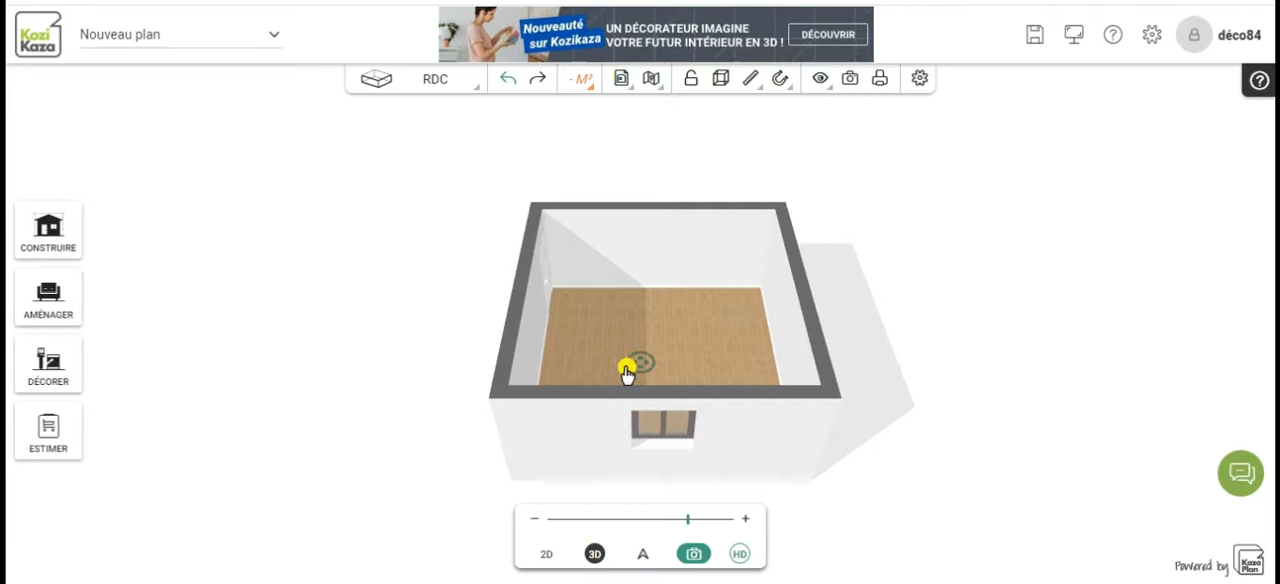 Kozi
Kaza
Nouveau plan
Nouveauté
sur Kozikaza
UN DÉCORATEUR IMAGINE
VOTRE FUTUR INTÉRIEUR EN 3D !
DÉCOUVRIR
déco84
RDC
- M²
CONSTRUIRE
AMÉNAGER
DÉCORER
ESTIMER
2D
3D
HD
Powered by
Kaza
Plan